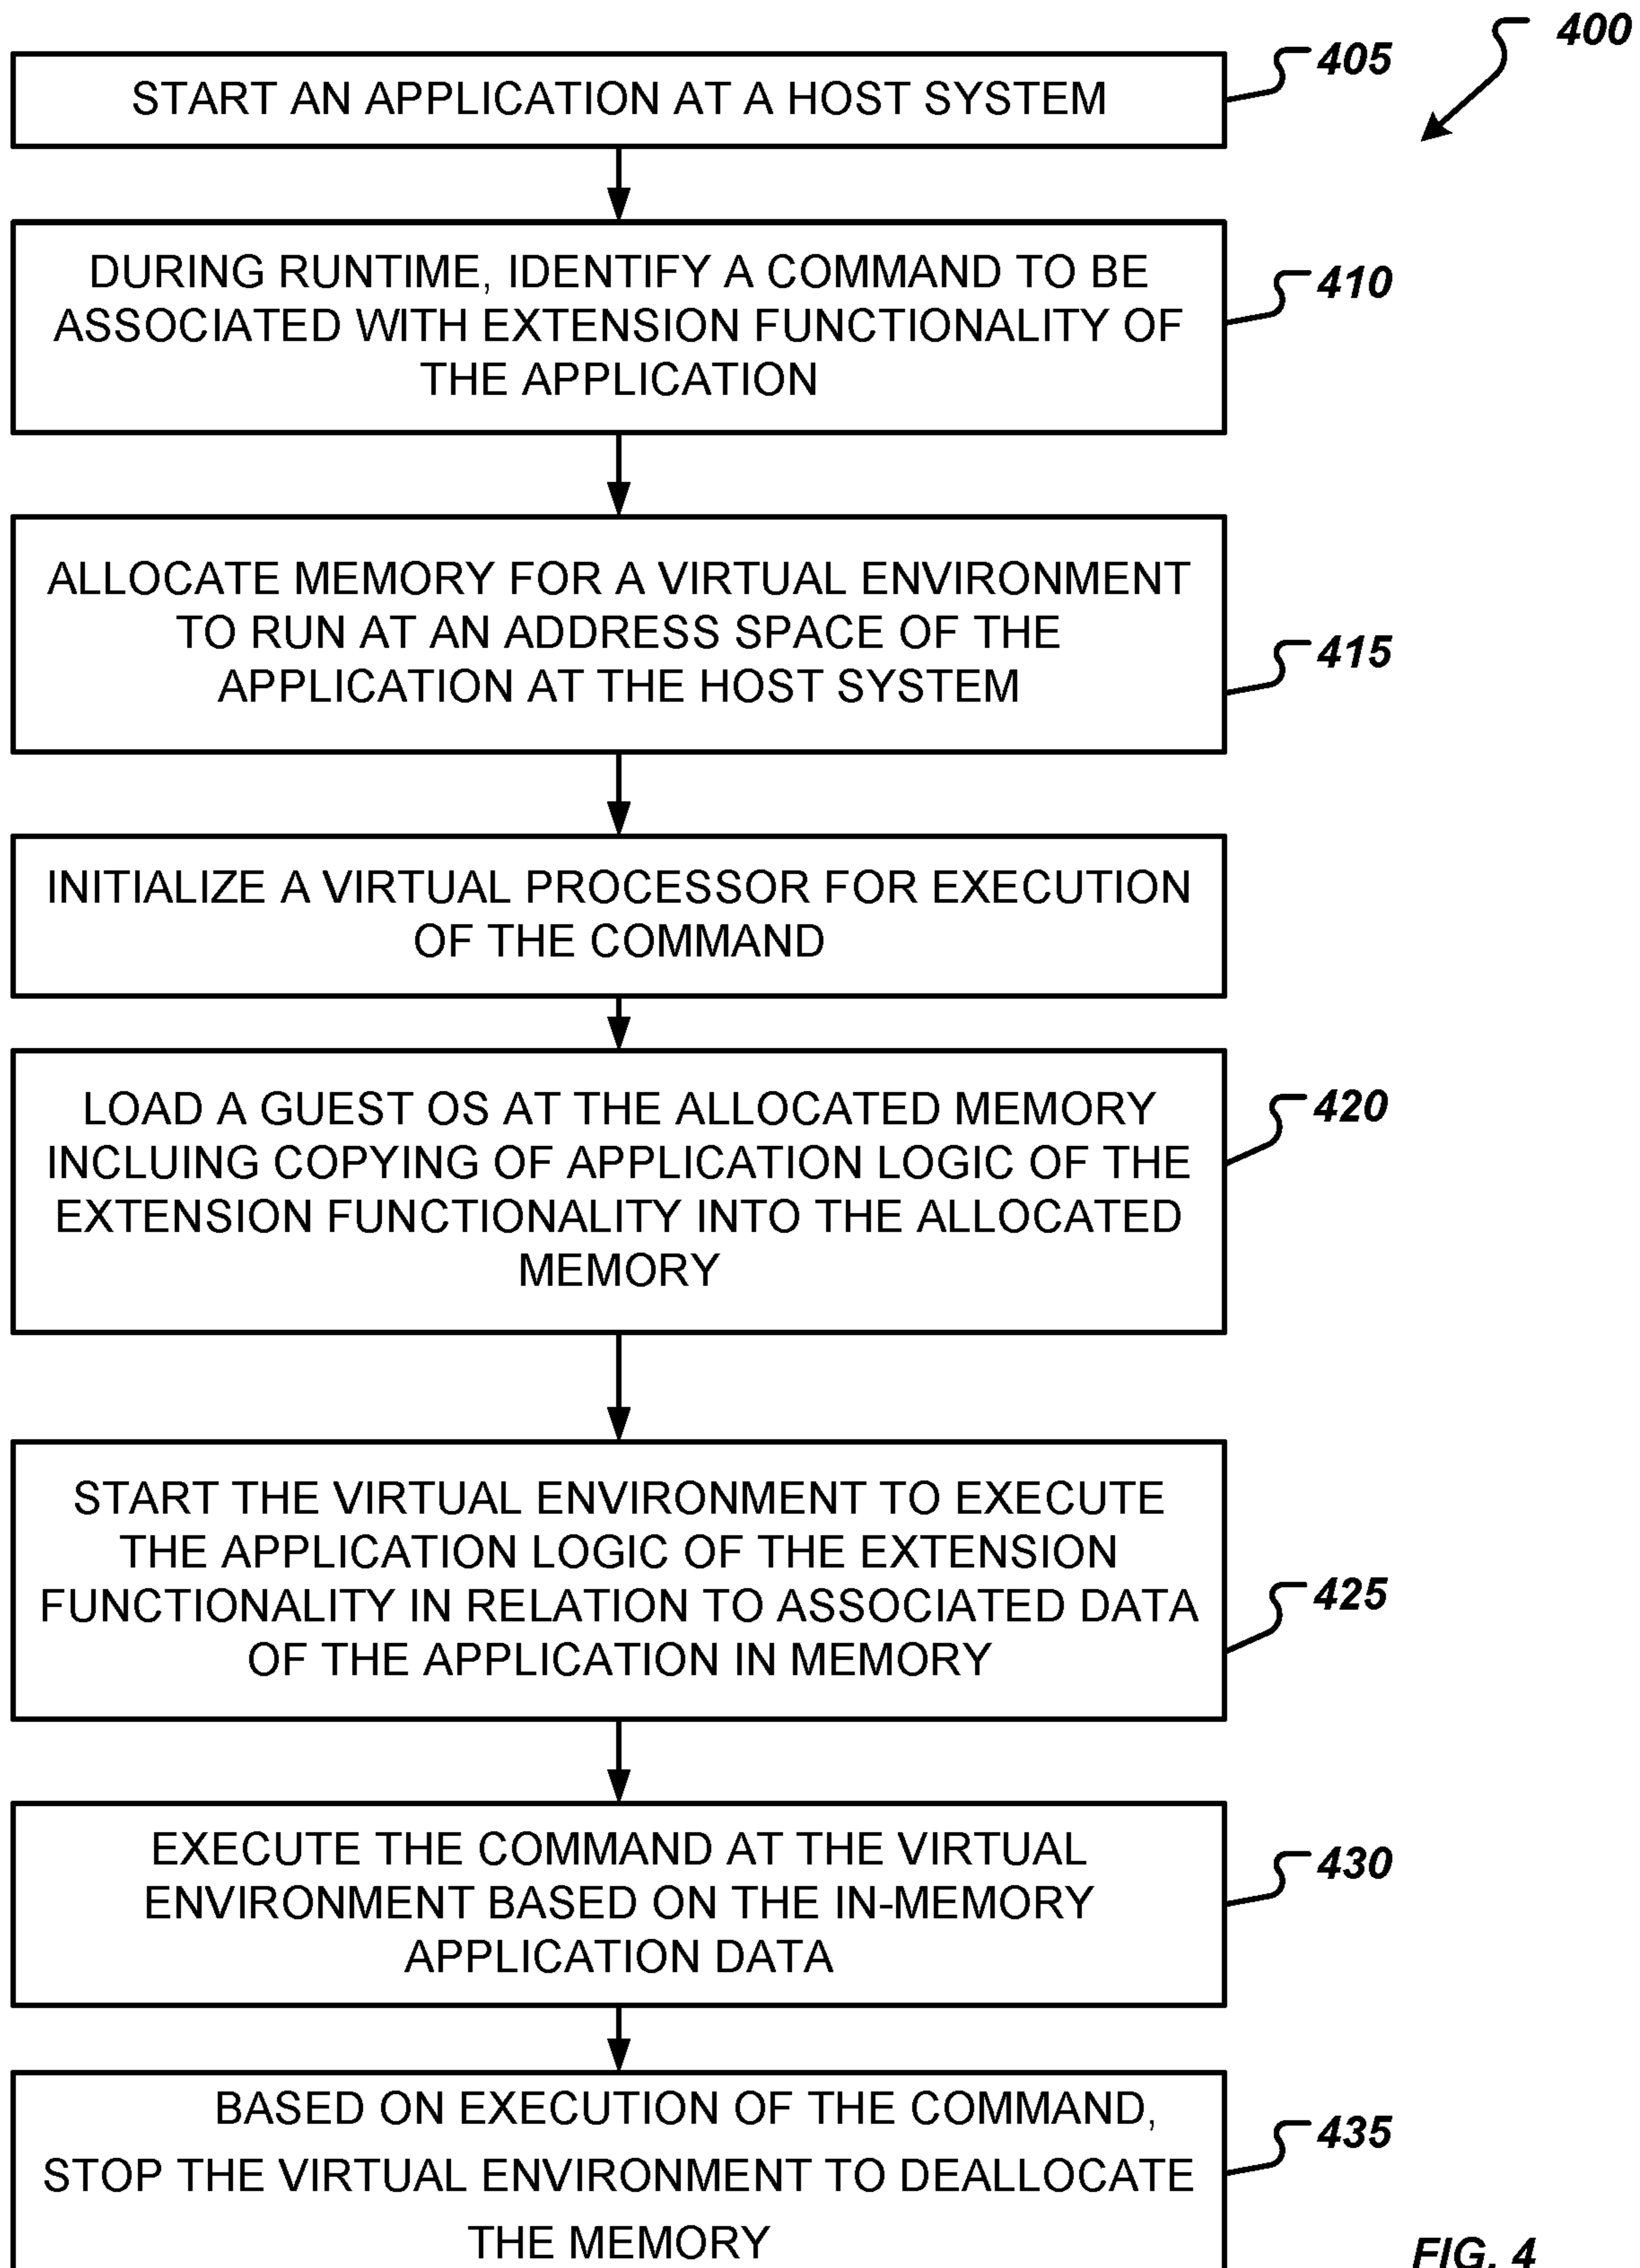 400
START AN APPLICATION AT A HOST SYSTEM
405
DURING RUNTIME, IDENTIFY A COMMAND TO BE
ASSOCIATED WITH EXTENSION FUNCTIONALITY OF
THE APPLICATION
410
ALLOCATE MEMORY FOR A VIRTUAL ENVIRONMENT
TO RUN AT AN ADDRESS SPACE OF THE
APPLICATION AT THE HOST SYSTEM
415
INITIALIZE A VIRTUAL PROCESSOR FOR EXECUTION
OF THE COMMAND
LOAD A GUEST OS AT THE ALLOCATED MEMORY
INCLUING COPYING OF APPLICATION LOGIC OF THE
EXTENSION FUNCTIONALITY INTO THE ALLOCATED
MEMORY
420
START THE VIRTUAL ENVIRONMENT TO EXECUTE
THE APPLICATION LOGIC OF THE EXTENSION
FUNCTIONALITY IN RELATION TO ASSOCIATED DATA
OF THE APPLICATION IN MEMORY
425
EXECUTE THE COMMAND AT THE VIRTUAL
ENVIRONMENT BASED ON THE IN-MEMORY
APPLICATION DATA
430
BASED ON EXECUTION OF THE COMMAND,
STOP THE VIRTUAL ENVIRONMENT TO DEALLOCATE
THE MEMORY
435
FIG. 4